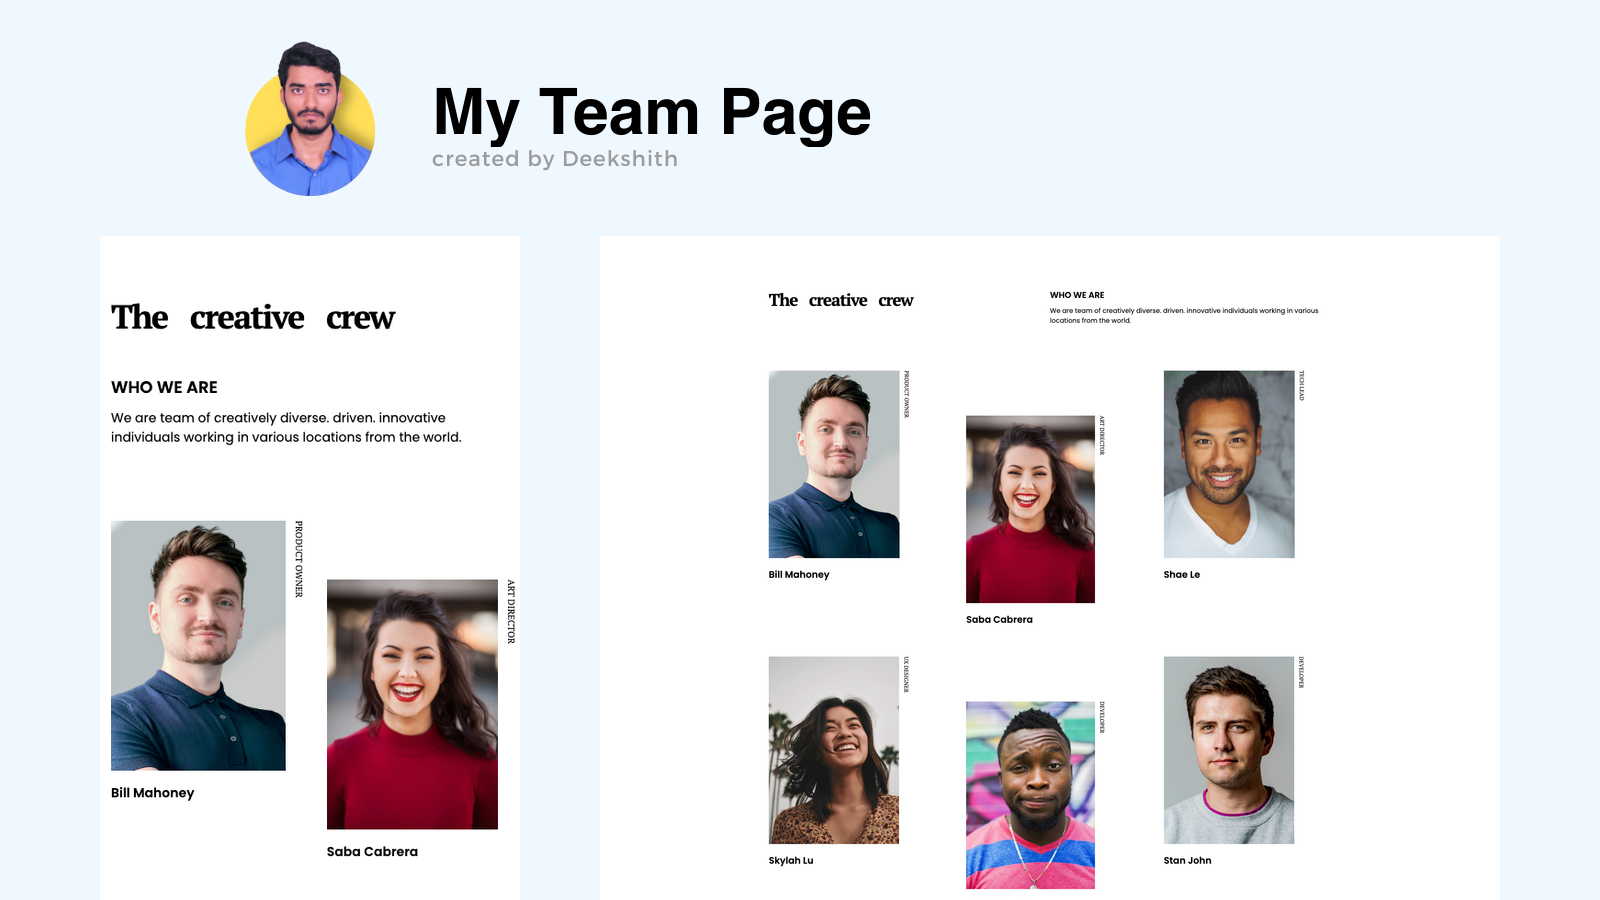 My Team Page
created by Deekshith
The creative crew
WHO WE ARE
We are team of creatively diverse. driven. innovative
individuals working in various locations from the world.
PRODUCT OWNER
Bill Mahoney
ART DIRECTOR
Saba Cabrera
The creative crew
WHO WE ARE
We are team of creatively diverse. driven. innovative individuals working in various
locations from the world.
PRODUCT OWNER
Bill Mahoney
ART DIRECTOR
Saba Cabrera
TECH LEAD
Shae Le
UX DESIGNER
Skylah Lu
DEVELOPER
DEVELOPER
Stan John